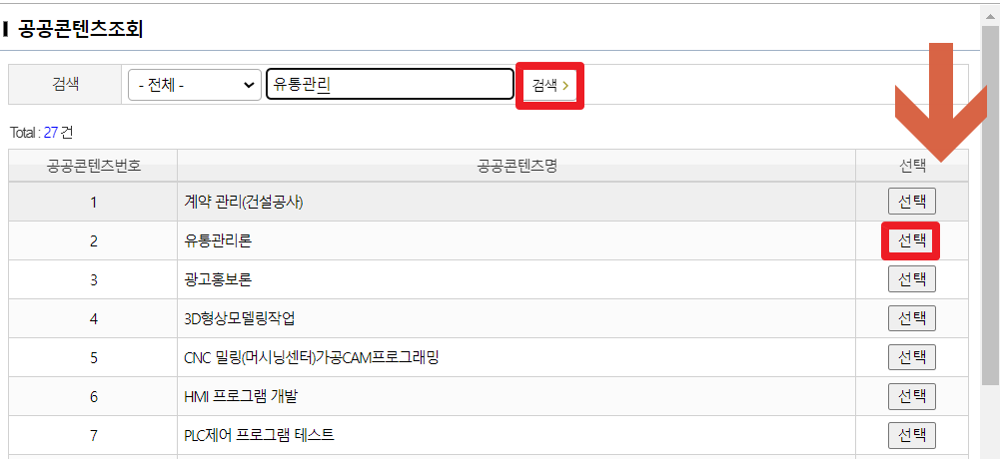 공공콘텐츠조회
검색 - 전체 - 유통관리 검색 >
Total : 27 건
공공콘텐츠번호 공공콘텐츠명 선택
1 계약 관리(건설공사) 선택
2 유통관리론 선택
3 광고홍보론 선택
4 3D형상모델링작업 선택
5 CNC 밀링(머시닝센터)가공CAM프로그래밍 선택
6 HMI 프로그램 개발 선택
7 PLC제어 프로그램 테스트 선택